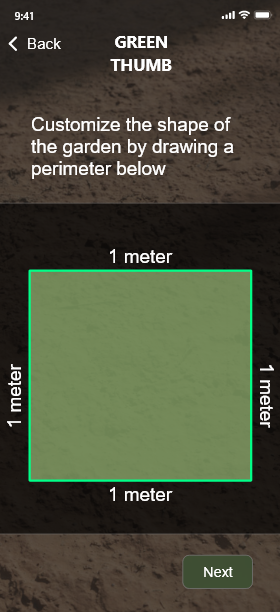 9:41
Back
GREEN
THUMB
Customize the shape of
the garden by drawing a
perimeter below
1 meter
1 meter
1 meter
1 meter
Next